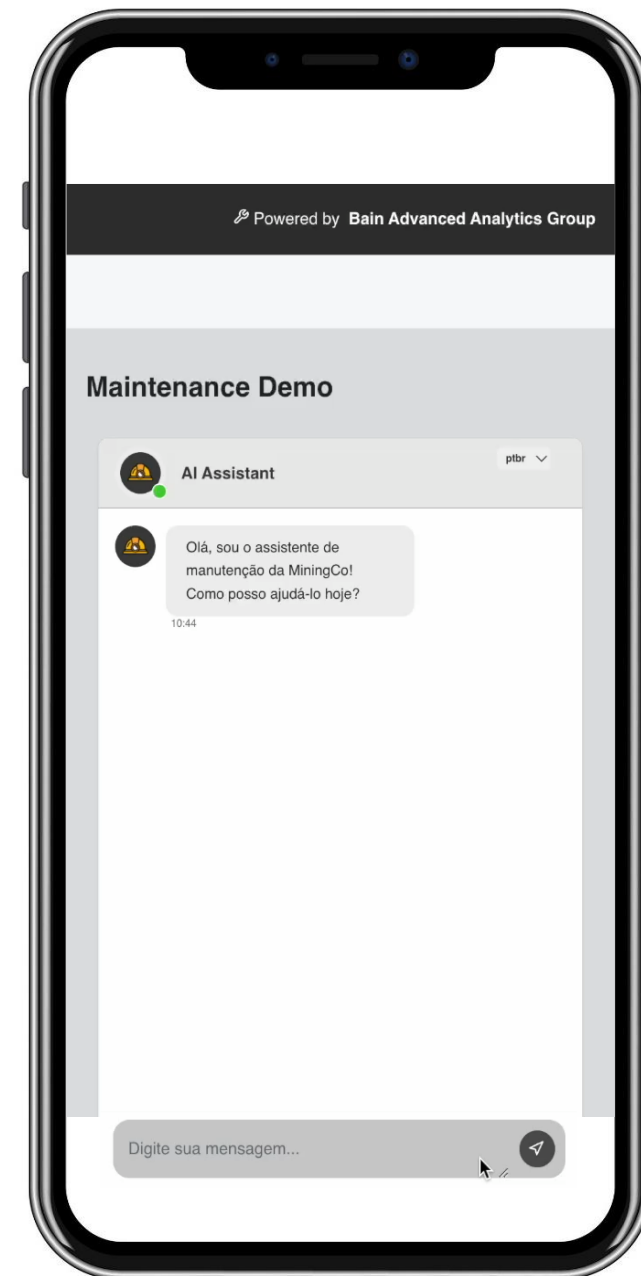 Powered by Bain Advanced Analytics Group
Maintenance Demo
AI Assistant
ptbr
Olá, sou o assistente de
manutenção da MiningCo!
Como posso ajudá-lo hoje?
10:44
Digite sua mensagem...